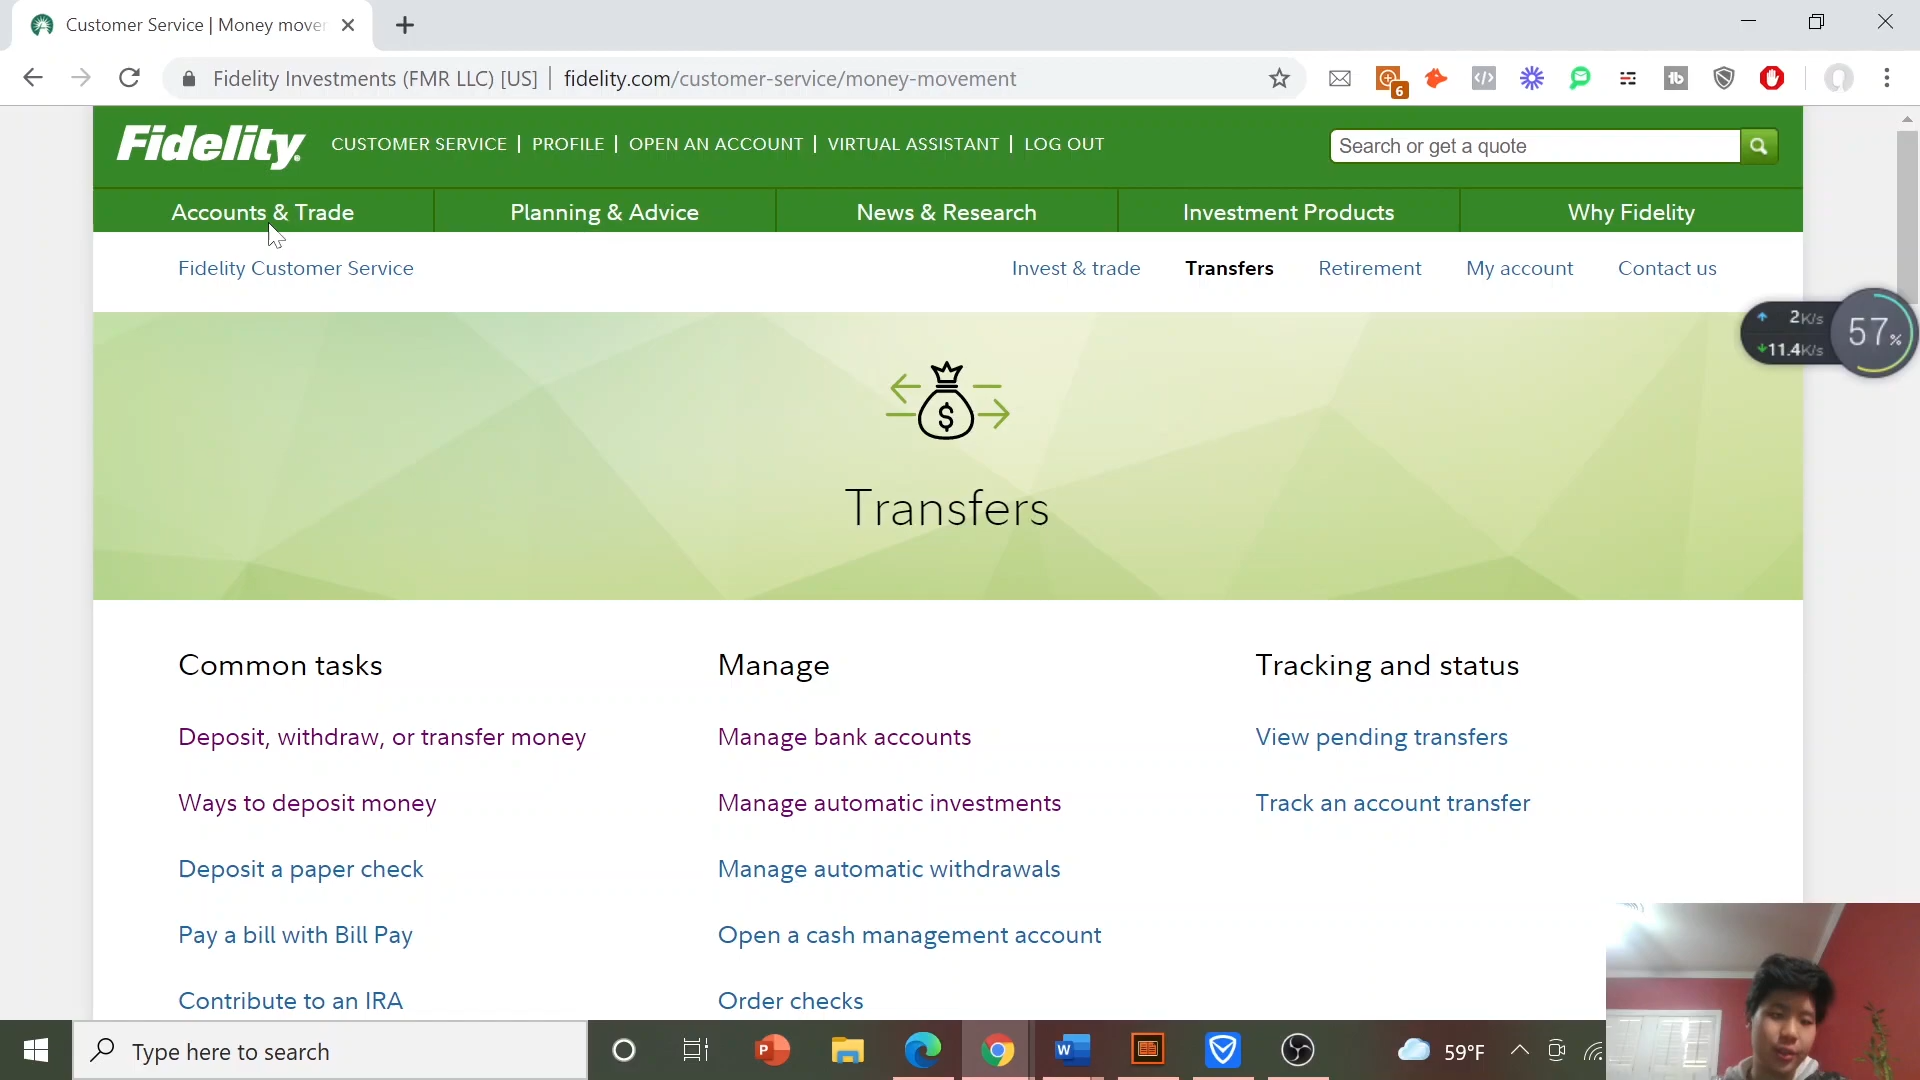 Customer Service | Money mover
Fidelity Investments (FMR LLC) [US] | fidelity.com/customer-service/money-movement
6
Fidelity
CUSTOMER SERVICE | PROFILE | OPEN AN ACCOUNT | VIRTUAL ASSISTANT | LOG OUT
Search or get a quote
Accounts & Trade
Planning & Advice
News & Research
Investment Products
Why Fidelity
Fidelity Customer Service
Invest & trade
Transfers
Retirement
My account
Contact us
2K/s
11.4K/s
57%
$
Transfers
Common tasks
Deposit, withdraw, or transfer money
Ways to deposit money
Deposit a paper check
Pay a bill with Bill Pay
Contribute to an IRA
Manage
Manage bank accounts
Manage automatic investments
Manage automatic withdrawals
Open a cash management account
Order checks
Tracking and status
View pending transfers
Track an account transfer
Type here to search
59°F